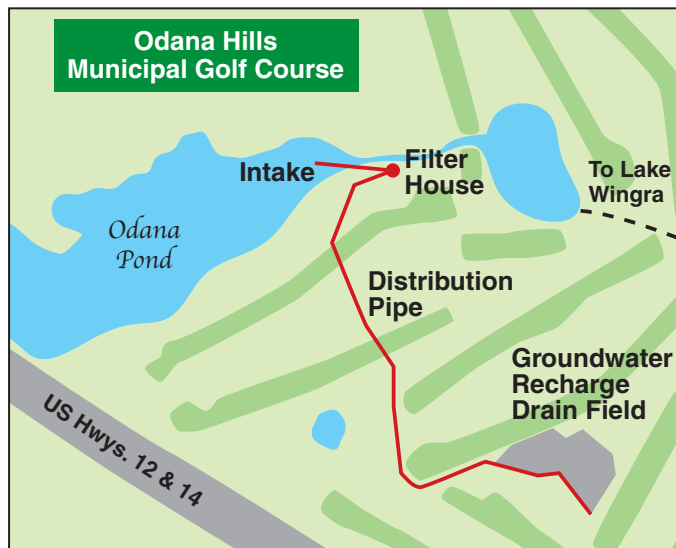 Odana Hills
Municipal Golf Course
Intake
Filter
House
To Lake
Wingra
Odana
Pond
Distribution
Pipe
Groundwater
Recharge
Drain Field
US Hwys. 12 & 14